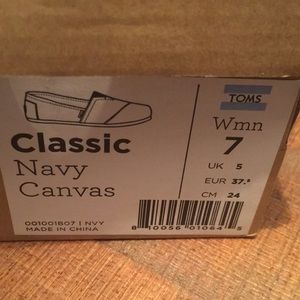 TOMS
Classic
Navy
Canvas
001001B07 | NVY
MADE IN CHINA
Wmn
7
UK 5
EUR 37.5
CM 24
8 10056 01064 5